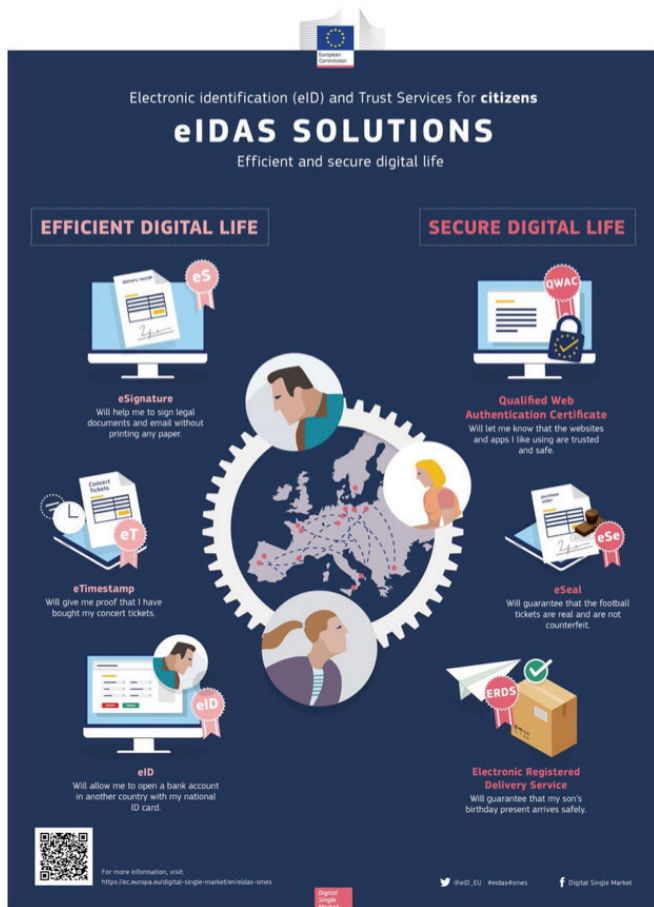 European
Commission
Electronic identification (eID) and Trust Services for citizens
eIDAS SOLUTIONS
Efficient and secure digital life
EFFICIENT DIGITAL LIFE
delivery receipt
eS
eSignature
Will help me to sign legal
documents and email without
printing any paper.
Concert
Tickets
eT
eTimestamp
Will give me proof that I have
bought my concert tickets.
eID
eID
Will allow me to open a bank account
in another country with my national
ID card.
SECURE DIGITAL LIFE
QWAC
Qualified Web
Authentication Certificate
Will let me know that the websites
and apps I like using are trusted
and safe.
purchase
order
eSe
eSeal
Will guarantee that the football
tickets are real and are not
counterfeit.
ERDS
Electronic Registered
Delivery Service
Will guarantee that my son's
birthday present arrives safely.
For more information, visit:
https://ec.europa.eu/digital-single-market/en/eidas-smes
@eID_EU #eidas4smes
Digital Single Market
Digital
Single
Market